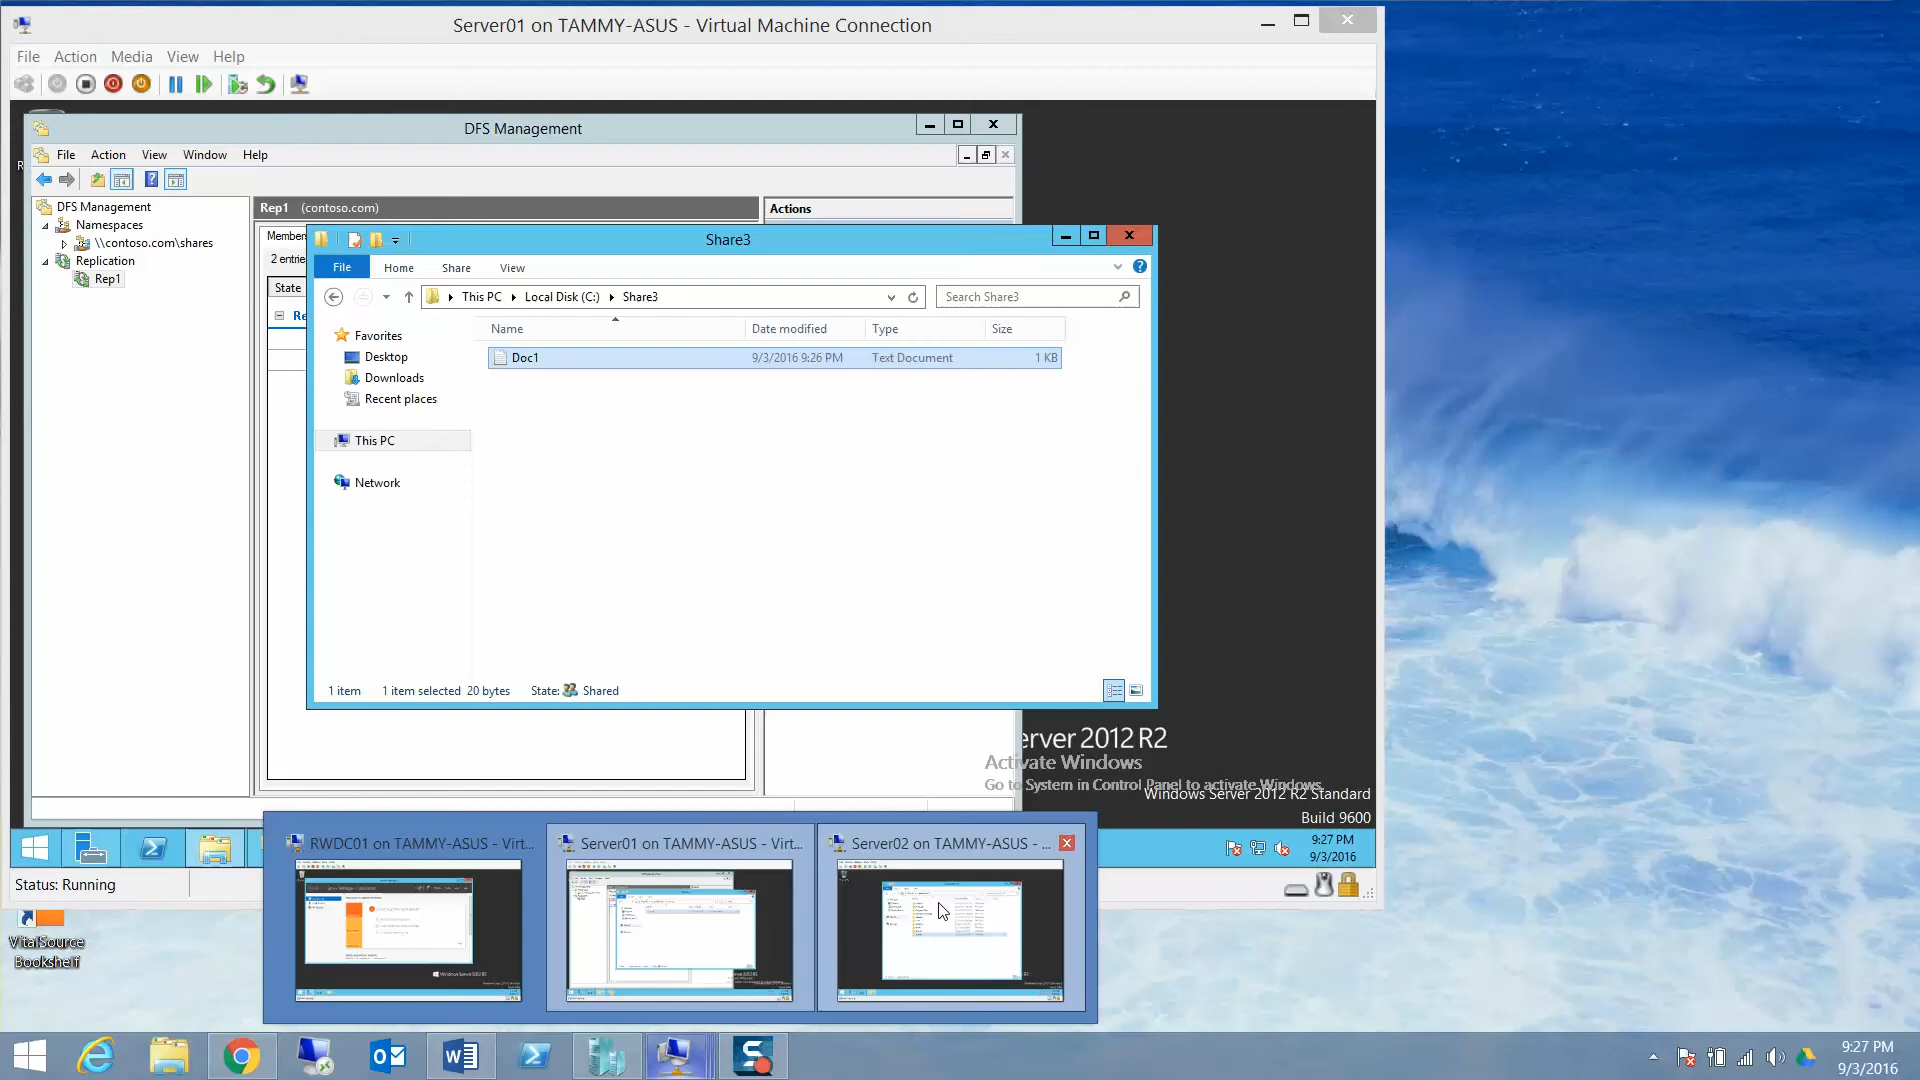 Server01 on TAMMY-ASUS - Virtual Machine Connection
File Action Media View Help
DFS Management
File Action View Window Help
DFS Management
Namespaces
\\contoso.com\shares
Replication
Rep1
Rep1 (contoso.com)
Actions
2 entrie
State
Re
Share3
File Home Share View
This PC Local Disk (C:) Share3
Search Share3
Favorites
Desktop
Downloads
Recent places
This PC
Network
Name Date modified Type Size
Doc1 9/3/2016 9:26 PM Text Document 1 KB
1 item 1 item selected 20 bytes State: Shared
erver 2012 R2
Activate Windows
Go to System in Control Panel to activate Windows.
Windows Server 2012 R2 Standard
Build 9600
9:27 PM
9/3/2016
Status: Running
RWDC01 on TAMMY-ASUS - Virt...
Server01 on TAMMY-ASUS - Virt...
Server02 on TAMMY-ASUS - ...
VitalSource
Bookshelf
9:27 PM
9/3/2016